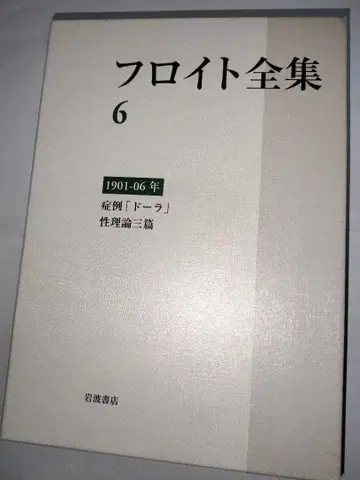 フロイト全集
6
1901-06年
症例「ドーラ」
性理論三篇
岩波書店